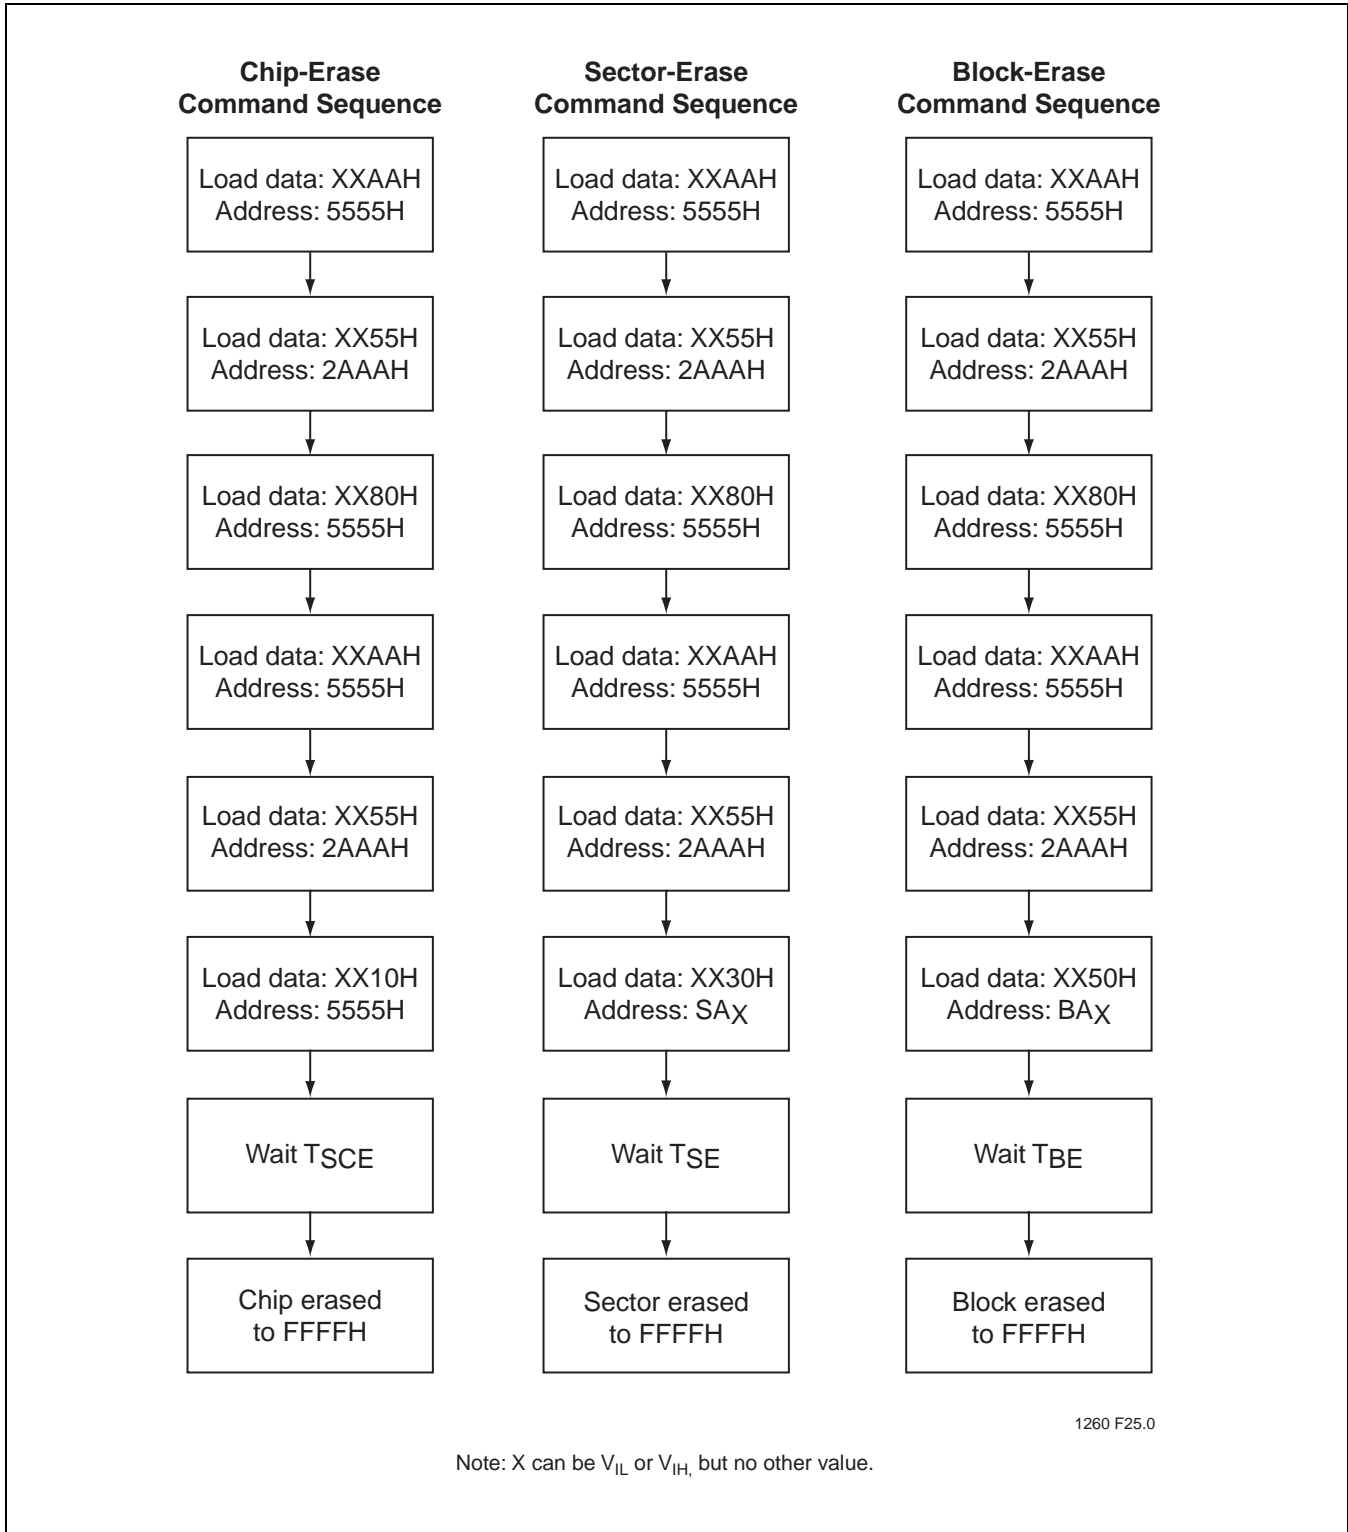 Chip-Erase
Command Sequence
Load data: XXAAH
Address: 5555H
Load data: XX55H
Address: 2AAAH
Load data: XX80H
Address: 5555H
Load data: XXAAH
Address: 5555H
Load data: XX55H
Address: 2AAAH
Load data: XX10H
Address: 5555H
Wait TSCE
Chip erased
to FFFFH
Sector-Erase
Command Sequence
Load data: XXAAH
Address: 5555H
Load data: XX55H
Address: 2AAAH
Load data: XX80H
Address: 5555H
Load data: XXAAH
Address: 5555H
Load data: XX55H
Address: 2AAAH
Load data: XX30H
Address: SAX
Wait TSE
Sector erased
to FFFFH
Block-Erase
Command Sequence
Load data: XXAAH
Address: 5555H
Load data: XX55H
Address: 2AAAH
Load data: XX80H
Address: 5555H
Load data: XXAAH
Address: 5555H
Load data: XX55H
Address: 2AAAH
Load data: XX50H
Address: BAX
Wait TBE
Block erased
to FFFFH
1260 F25.0
Note: X can be VIL or VIH, but no other value.